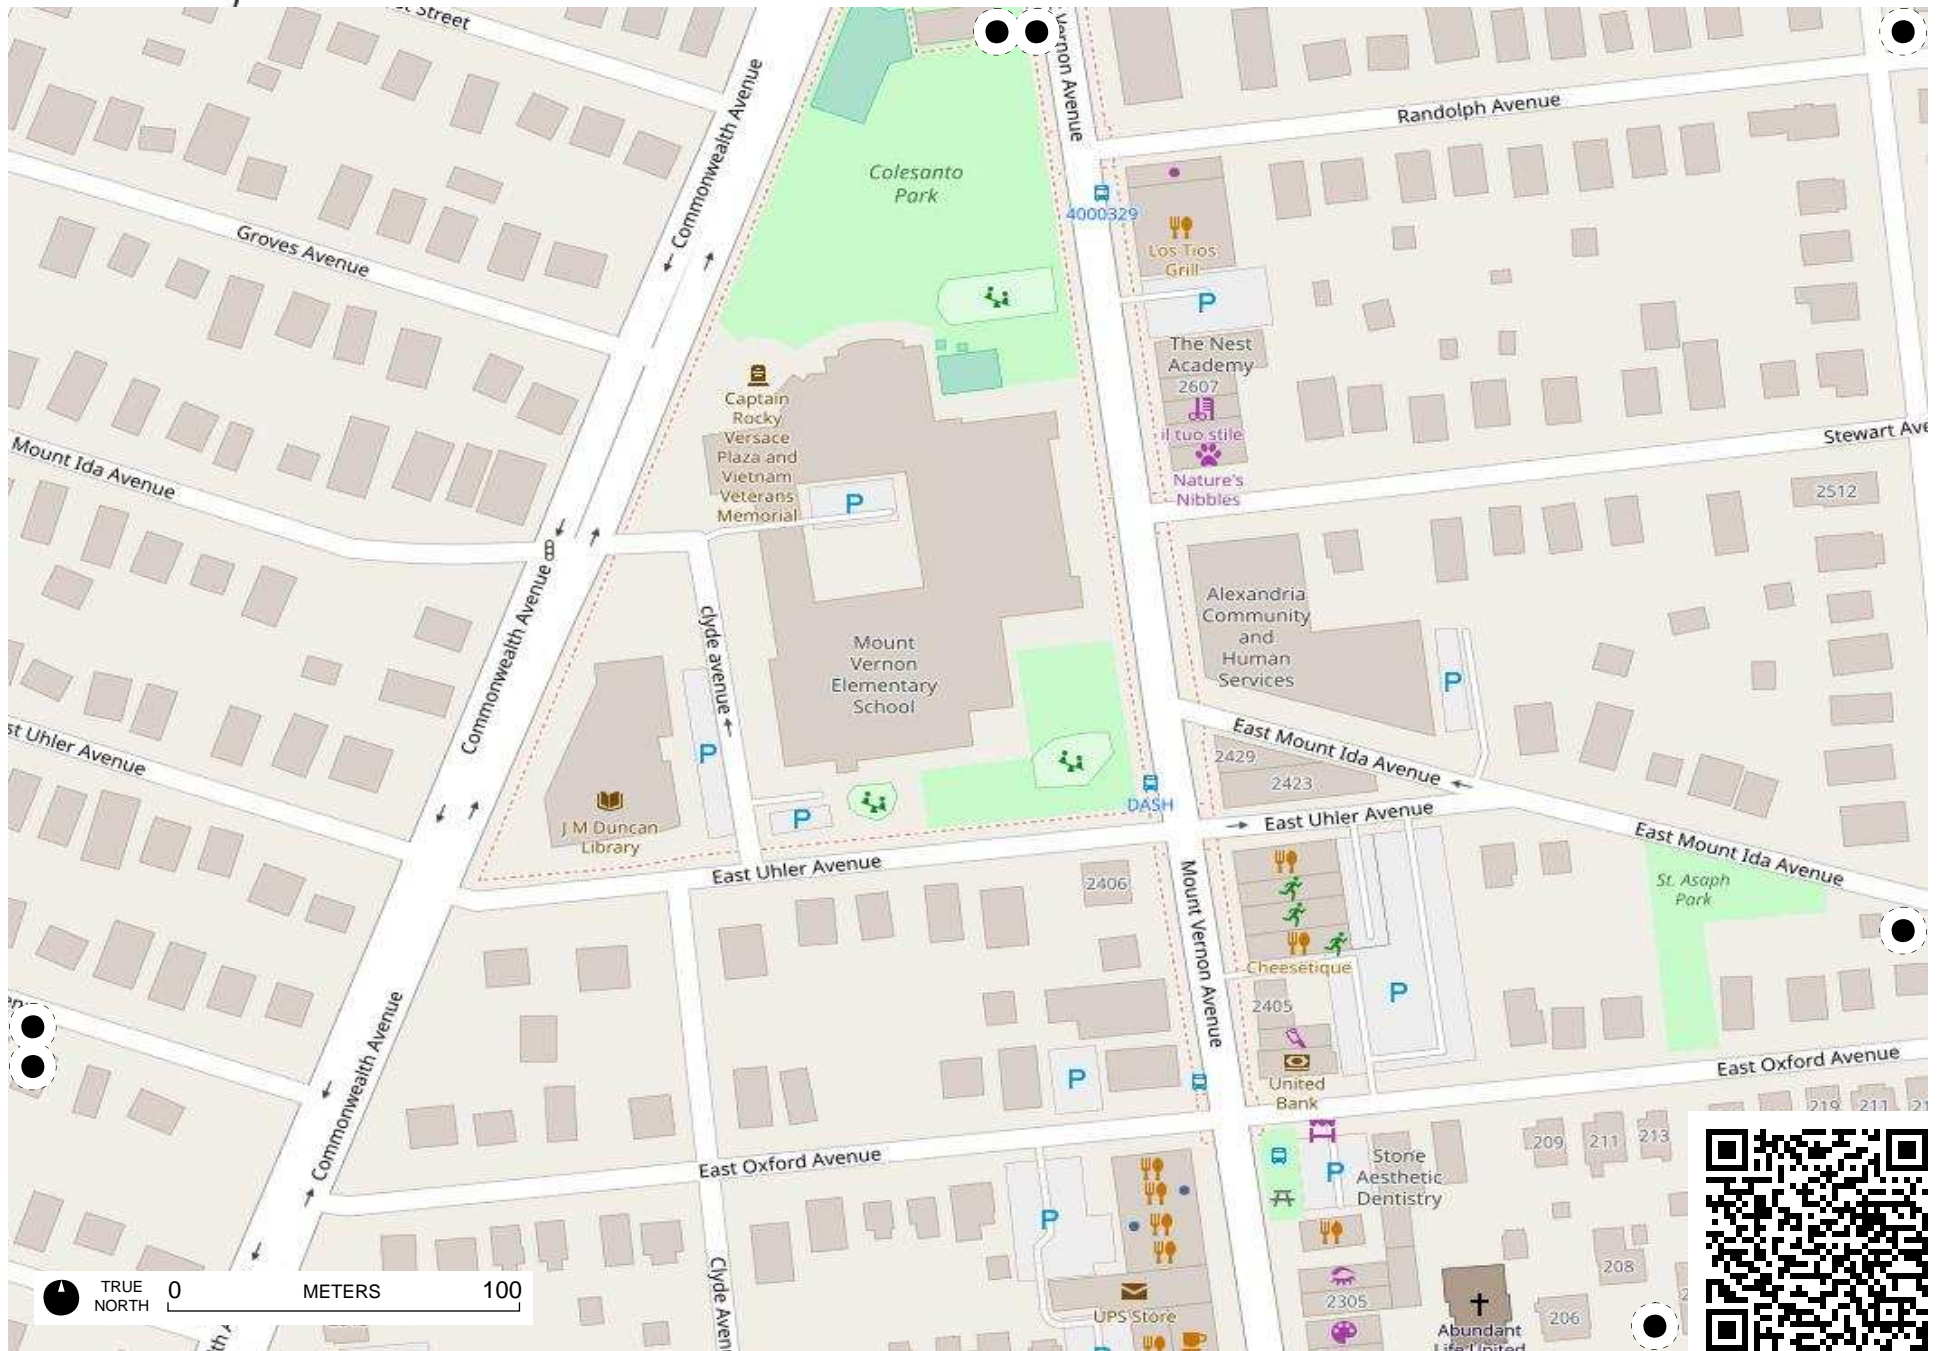 Commonwealth Avenue
Vernon Avenue
Randolph Avenue
Colesanto
Park
4000329
Los Tios
Grill
P
Groves Avenue
The Nest
Academy
2607
il tuo stile
Nature's
Nibbles
Stewart Ave
2512
Captain
Rocky
Versace
Plaza and
Vietnam
Veterans
Memorial
P
Mount Ida Avenue
Commonwealth Avenue
clyde avenue
Alexandria
Community
and
Human
Services
P
Mount
Vernon
Elementary
School
st Uhler Avenue
P
East Mount Ida Avenue
2429
2423
DASH
J M Duncan
Library
P
East Uhler Avenue
East Uhler Avenue
East Mount Ida Avenue
St. Asaph
Park
2406
Mount Vernon Avenue
Cheesetique
2405
P
United
Bank
P
East Oxford Avenue
Commonwealth Avenue
East Oxford Avenue
219
211
209
211
213
Stone
Aesthetic
Dentistry
P
P
Clyde Aven
UPS Store
2305
208
206
Abundant
Life United
TRUE
NORTH
0
METERS
100